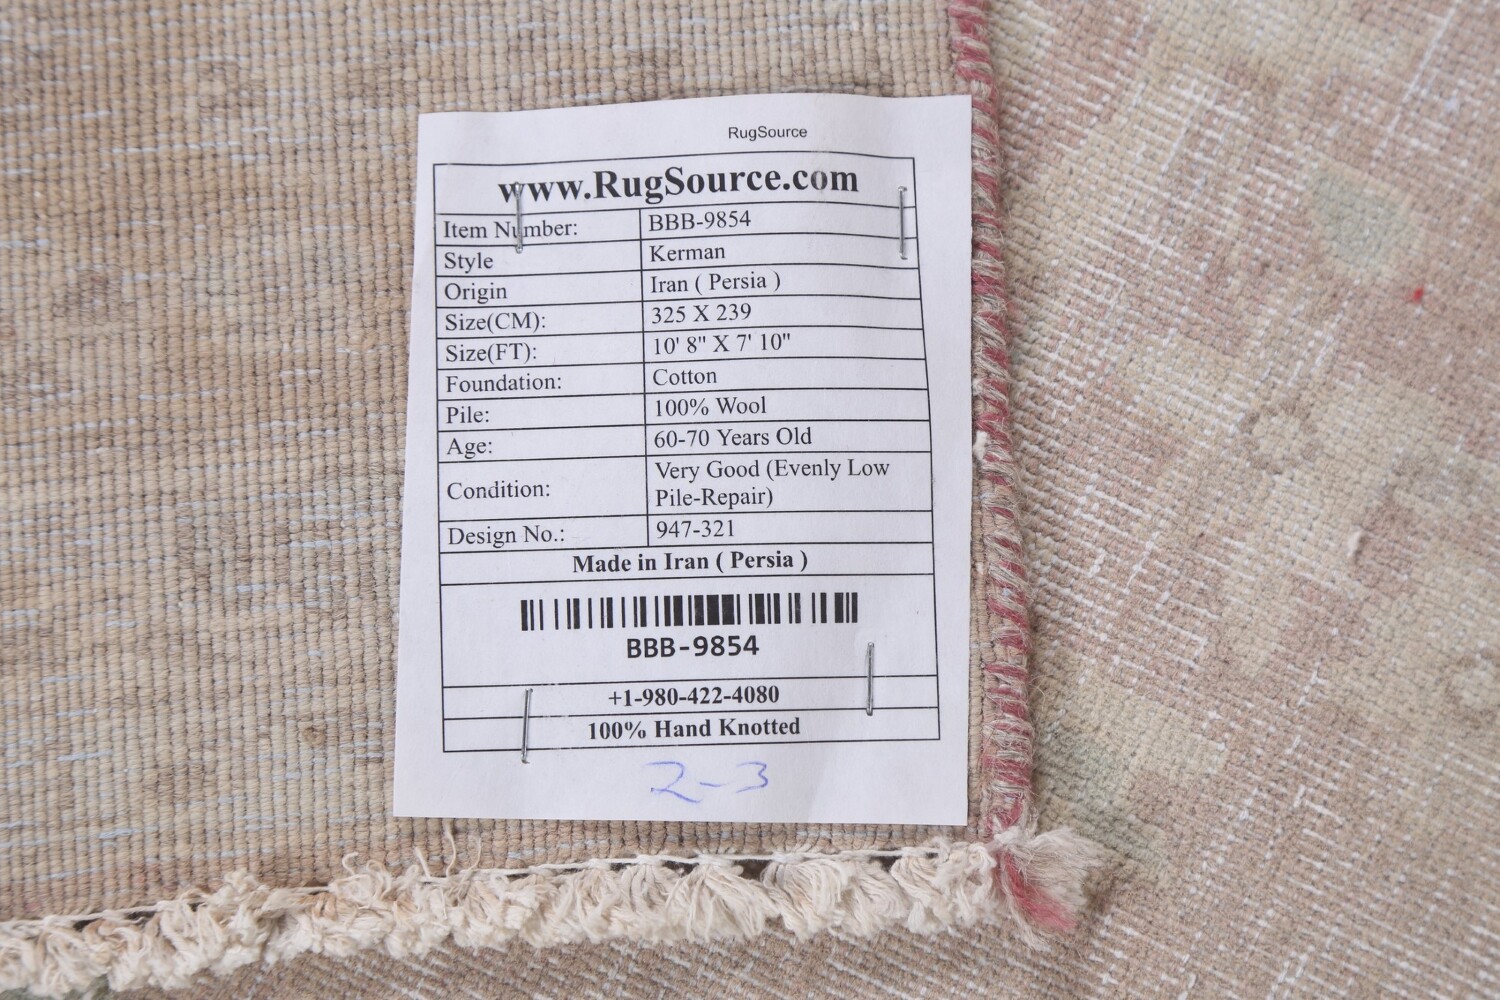 RugSource
www.RugSource.com
Item Number: BBB-9854
Style Kerman
Origin Iran ( Persia )
Size(CM): 325 X 239
Size(FT): 10' 8" X 7' 10"
Foundation: Cotton
Pile: 100% Wool
Age: 60-70 Years Old
Condition: Very Good (Evenly Low
Pile-Repair)
Design No.: 947-321
Made in Iran ( Persia )
BBB-9854
+1-980-422-4080
100% Hand Knotted
2-3